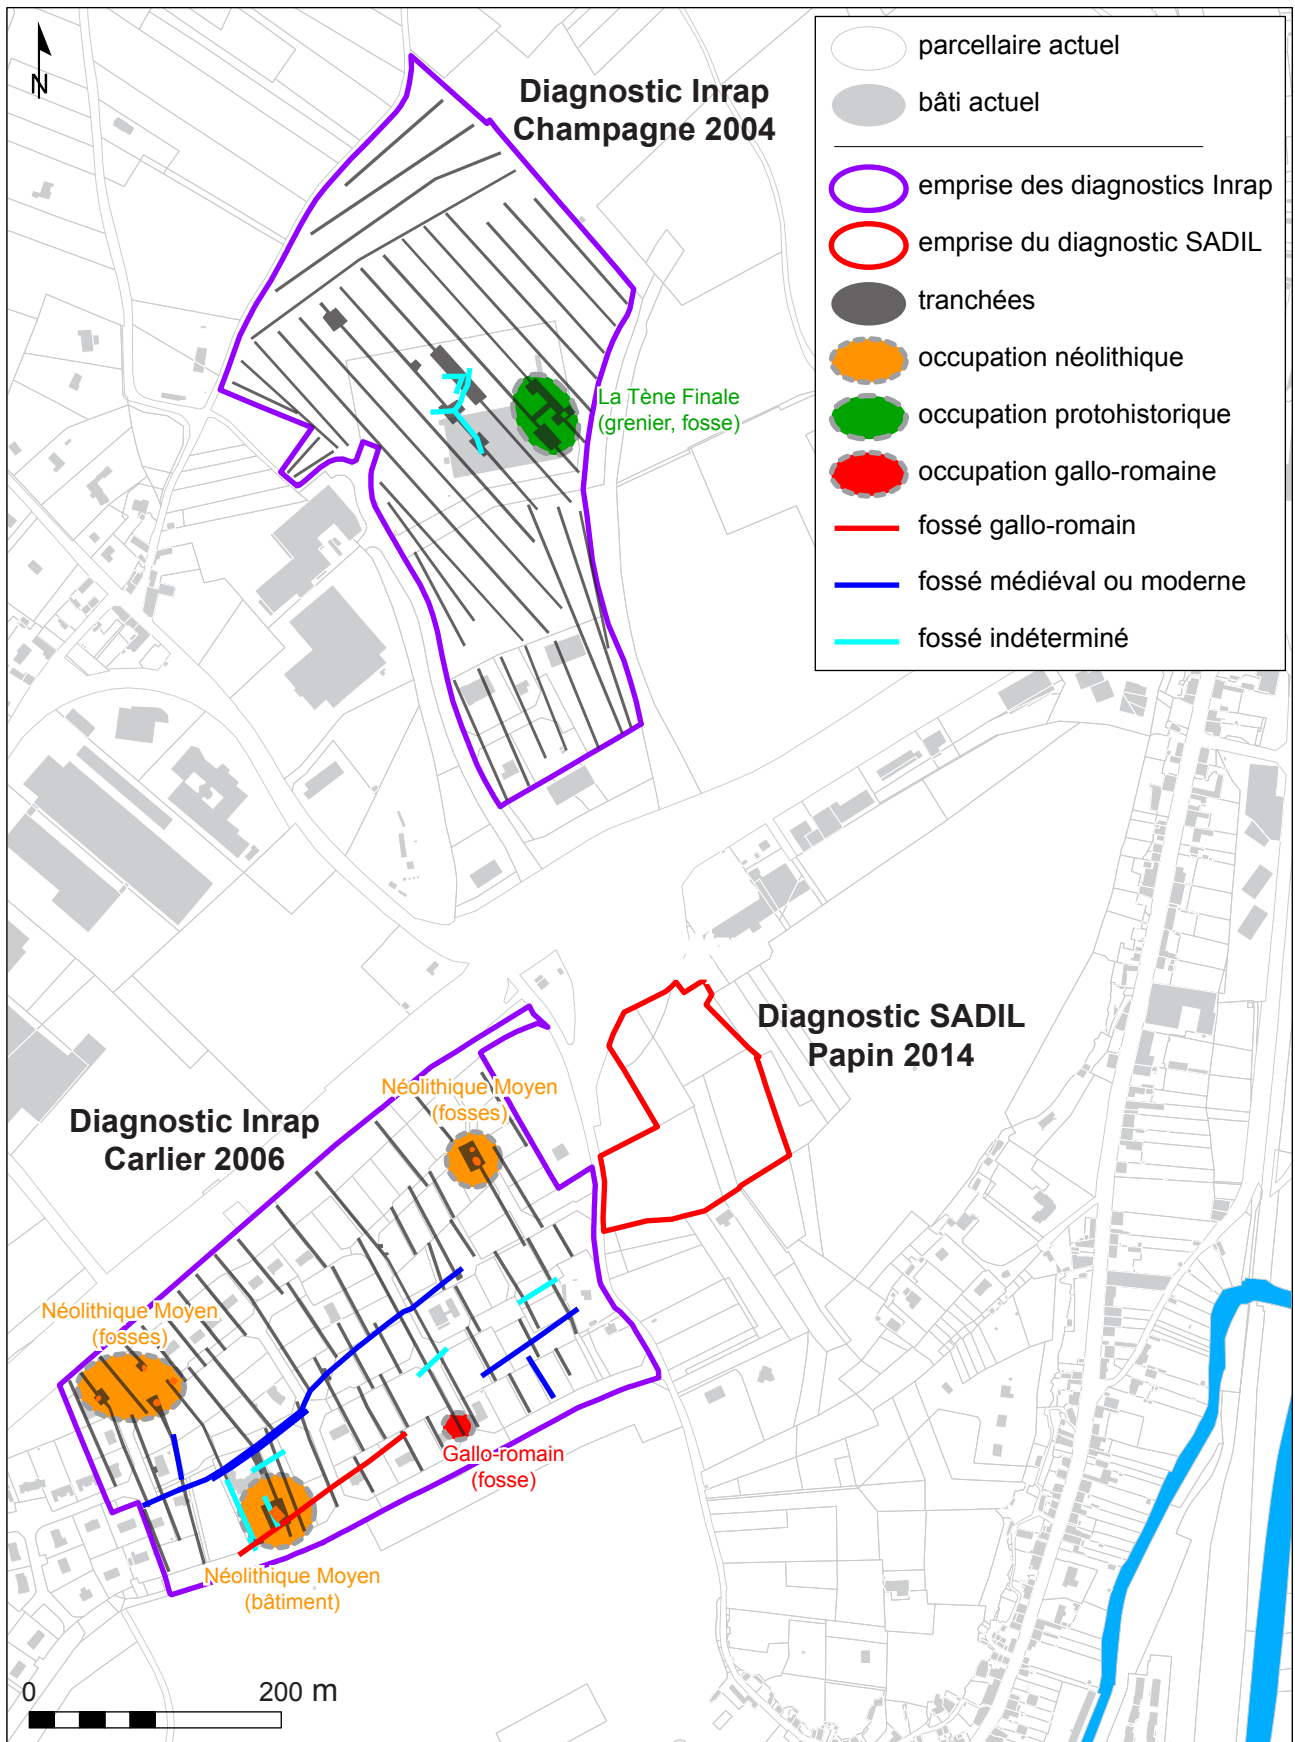 N
Diagnostic Inrap
Champagne 2004
parcellaire actuel
bâti actuel
emprise des diagnostics Inrap
emprise du diagnostic SADIL
tranchées
occupation néolithique
occupation protohistorique
occupation gallo-romaine
fossé gallo-romain
fossé médiéval ou moderne
fossé indéterminé
La Tène Finale
(grenier, fosse)
Diagnostic SADIL
Papin 2014
Néolithique Moyen
(fosses)
Diagnostic Inrap
Carlier 2006
Néolithique Moyen
(fosses)
Gallo-romain
(fosse)
Néolithique Moyen
(bâtiment)
0 200 m